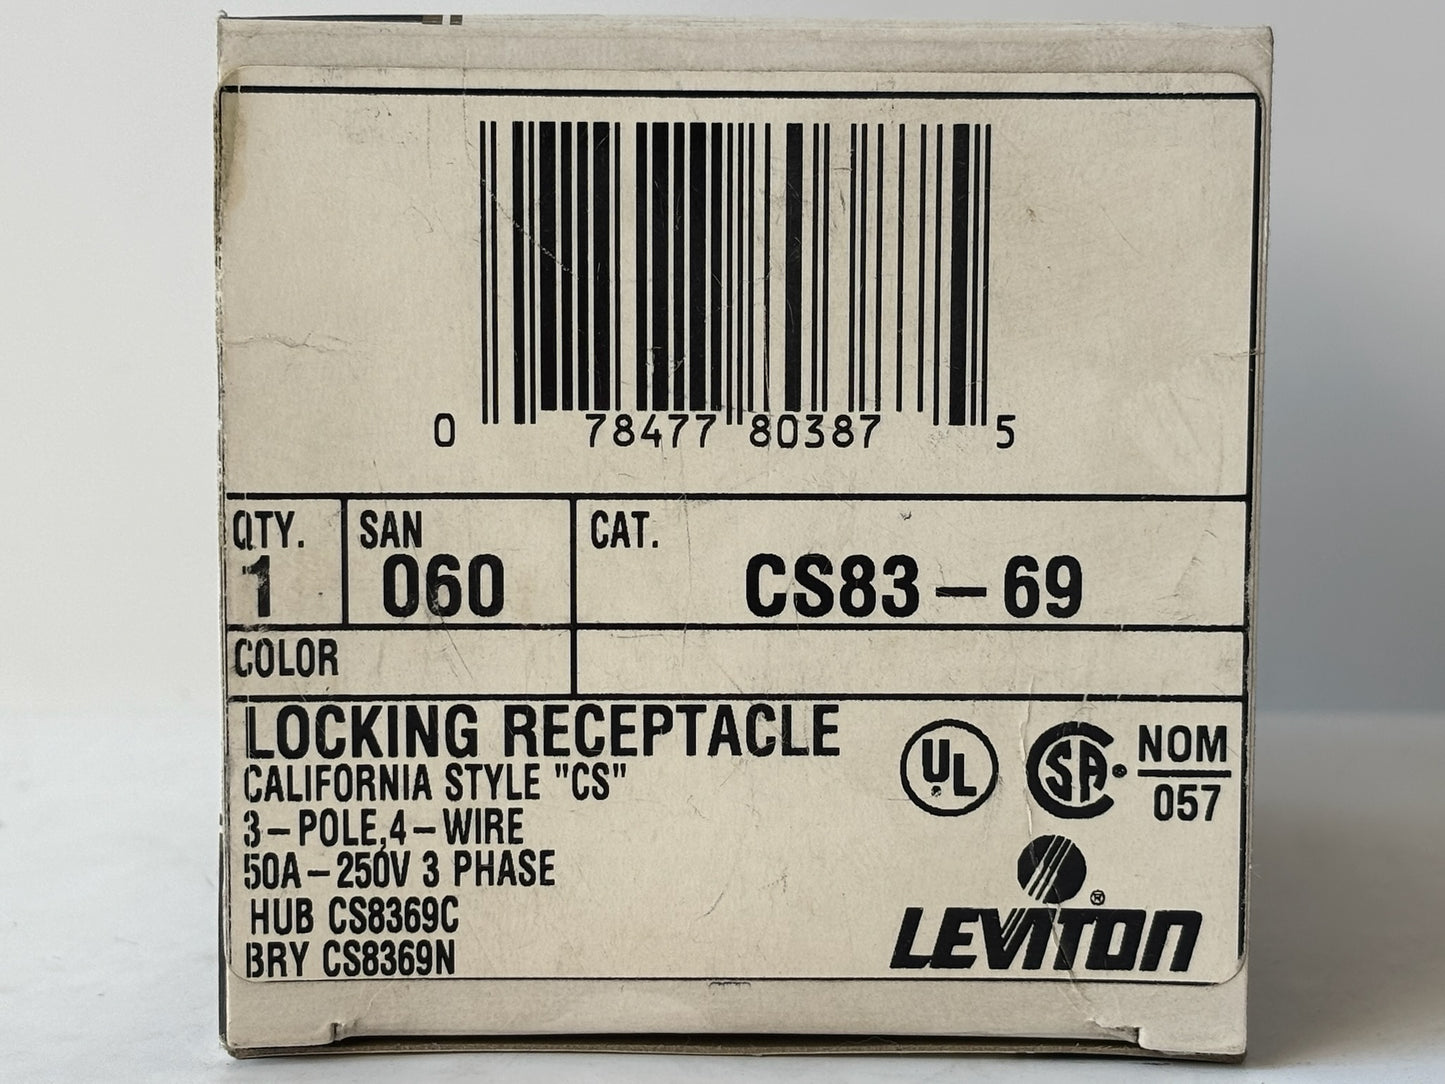 0 78477 80387 5
QTY. SAN CAT.
1 060 CS83-69
COLOR
LOCKING RECEPTACLE
CALIFORNIA STYLE "CS"
3-POLE,4-WIRE
50A-250V 3 PHASE
HUB CS8369C
BRY CS8369N
UL
CSA
NOM
057
LEVITON®